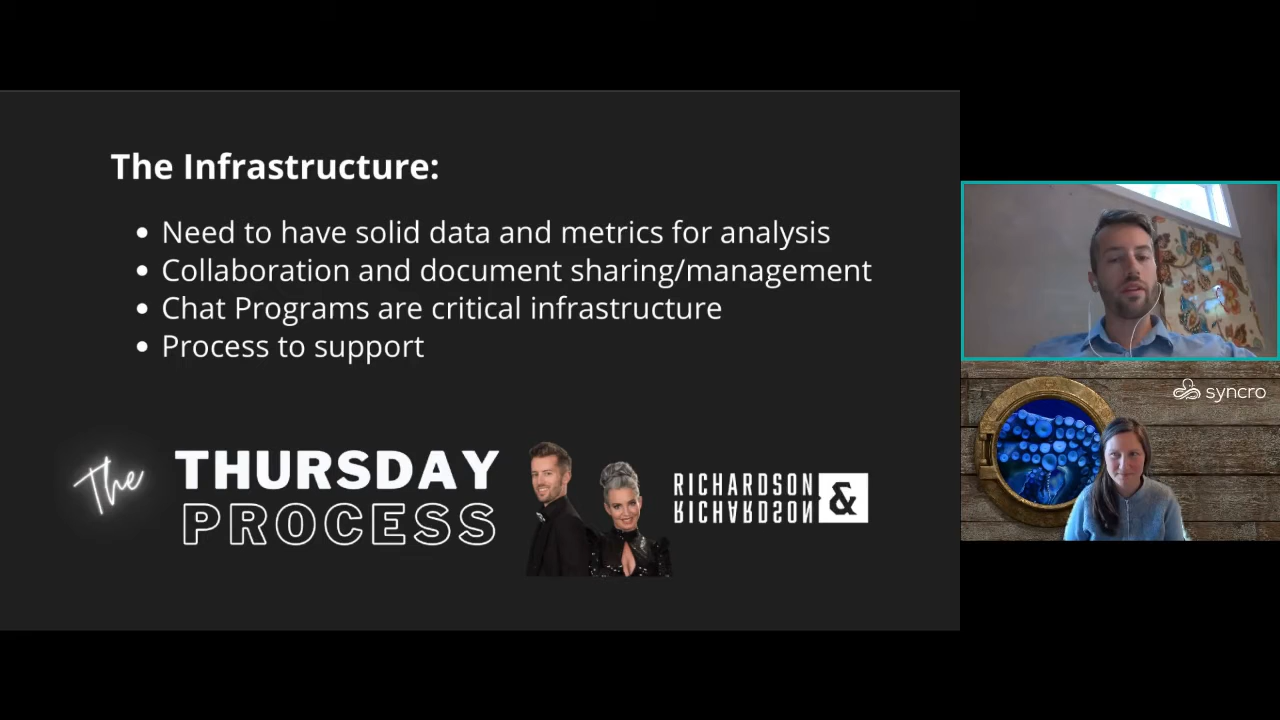 The Infrastructure:
Need to have solid data and metrics for analysis
Collaboration and document sharing/management
Chat Programs are critical infrastructure
Process to support
The THURSDAY
PROCESS
RICHARDSON &
RICHARDSON
syncro